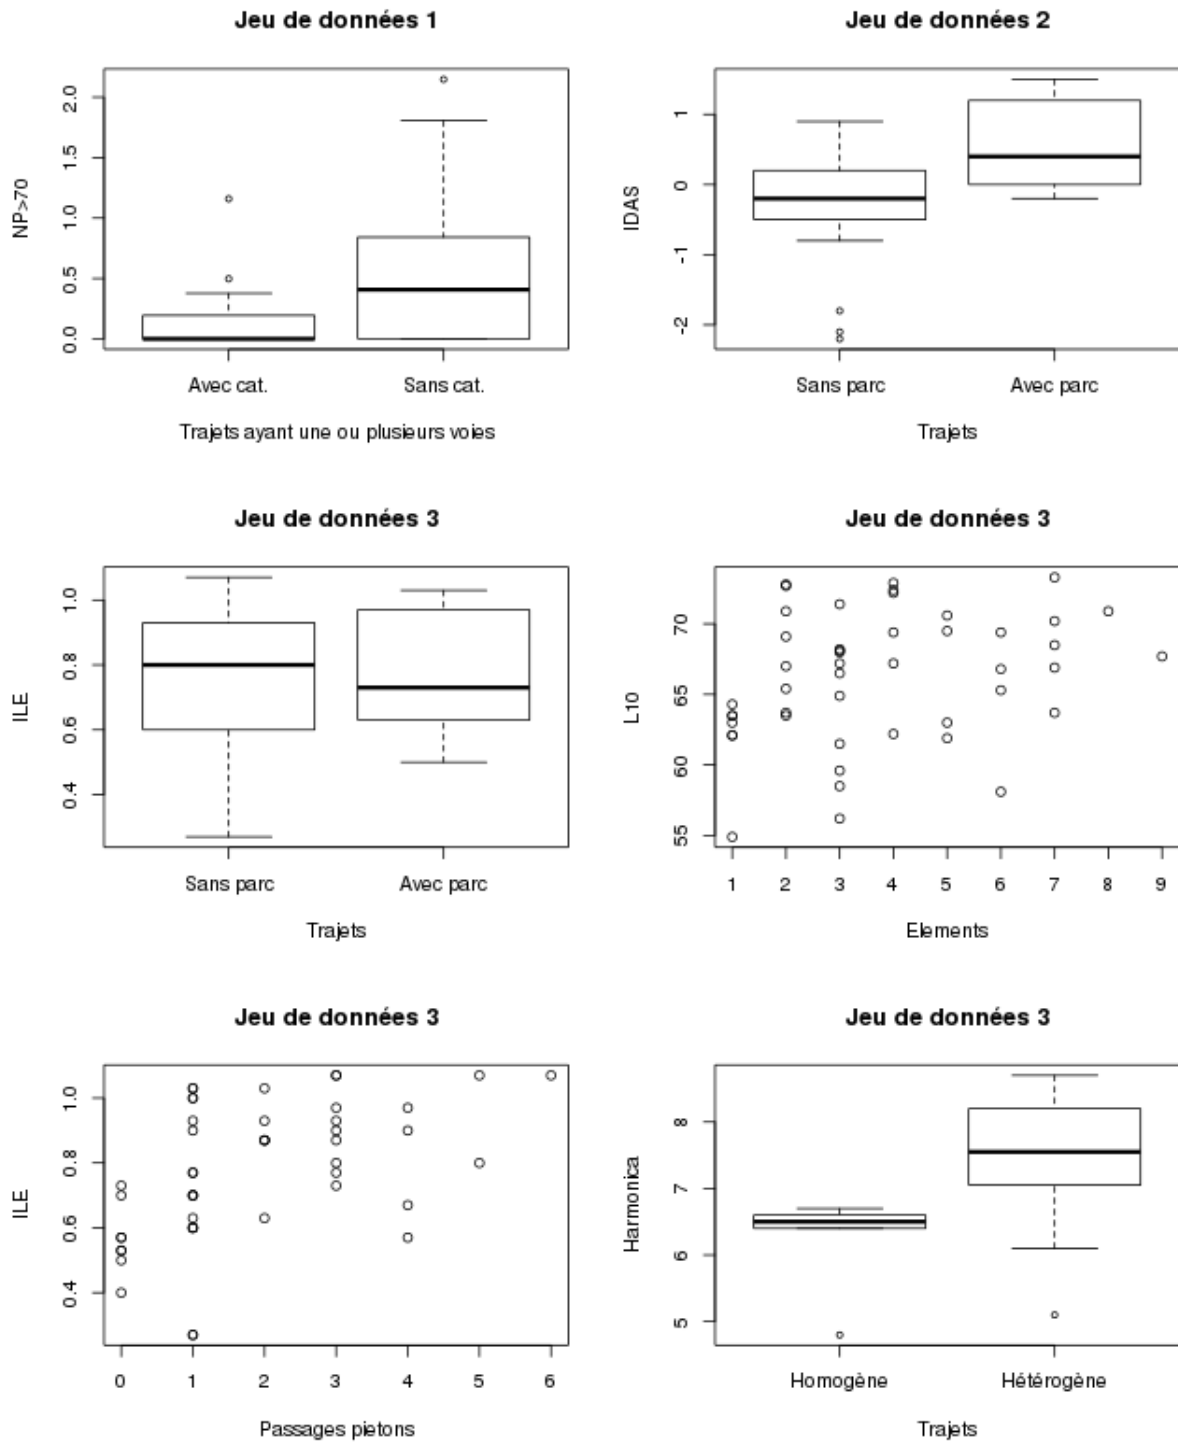 Jeu de données 1
NP>70
2.0
1.5
1.0
0.5
0.0
Avec cat.
Sans cat.
Trajets ayant une ou plusieurs voies
Jeu de données 2
IDAS
1
0
-1
-2
Sans parc
Avec parc
Trajets
Jeu de données 3
ILE
1.0
0.8
0.6
0.4
Sans parc
Avec parc
Trajets
Jeu de données 3
L10
70
65
60
55
1 2 3 4 5 6 7 8 9
Elements
Jeu de données 3
ILE
1.0
0.8
0.6
0.4
0 1 2 3 4 5 6
Passages pietons
Jeu de données 3
Harmonica
8
7
6
5
Homogène
Hétérogène
Trajets